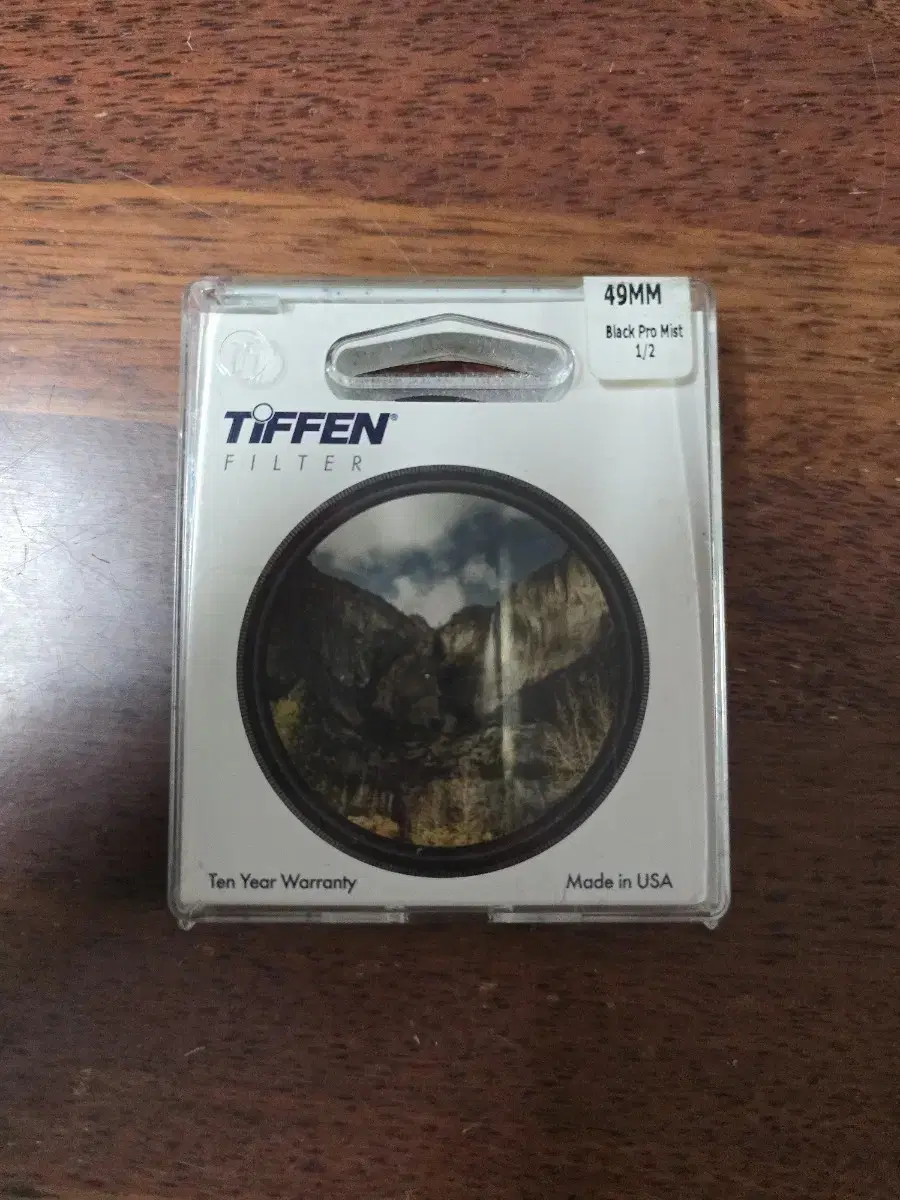 49MM
Black Pro Mist
1/2
TIFFEN®
FILTER
Ten Year Warranty
Made in USA